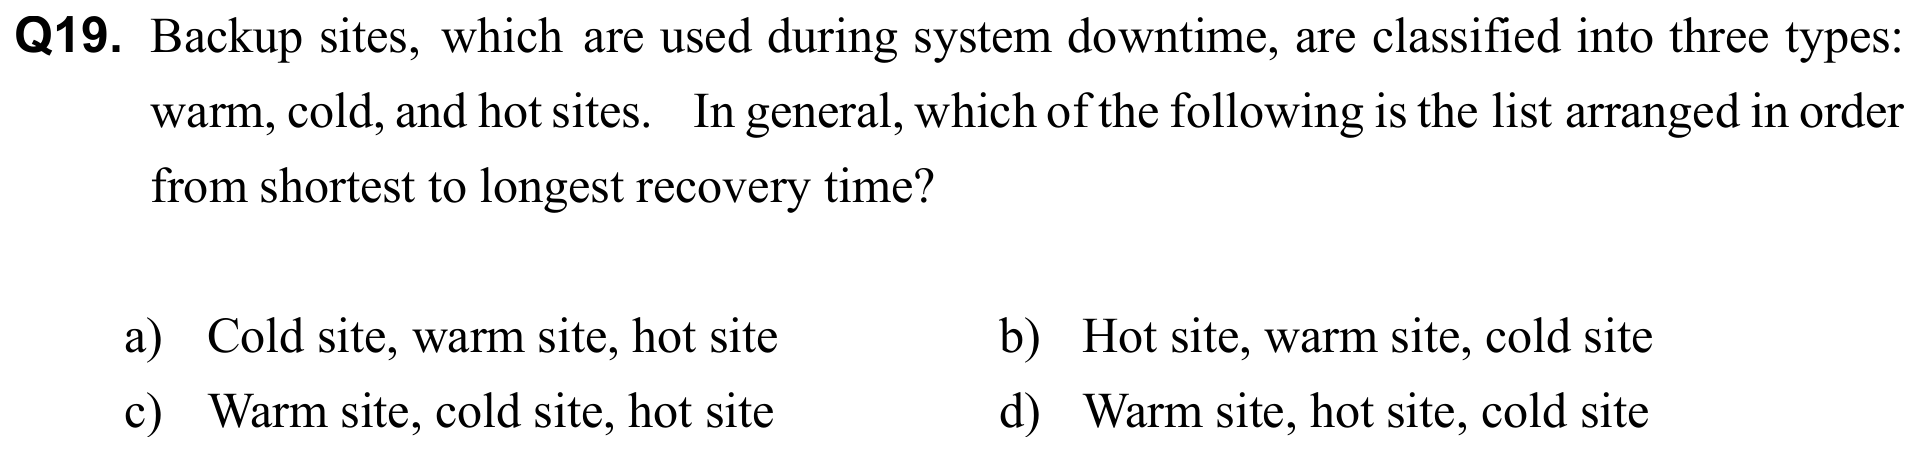 Q19. Backup sites, which are used during system downtime, are classified into three types:
warm, cold, and hot sites. In general, which of the following is the list arranged in order
from shortest to longest recovery time?
a) Cold site, warm site, hot site b) Hot site, warm site, cold site
c) Warm site, cold site, hot site d) Warm site, hot site, cold site